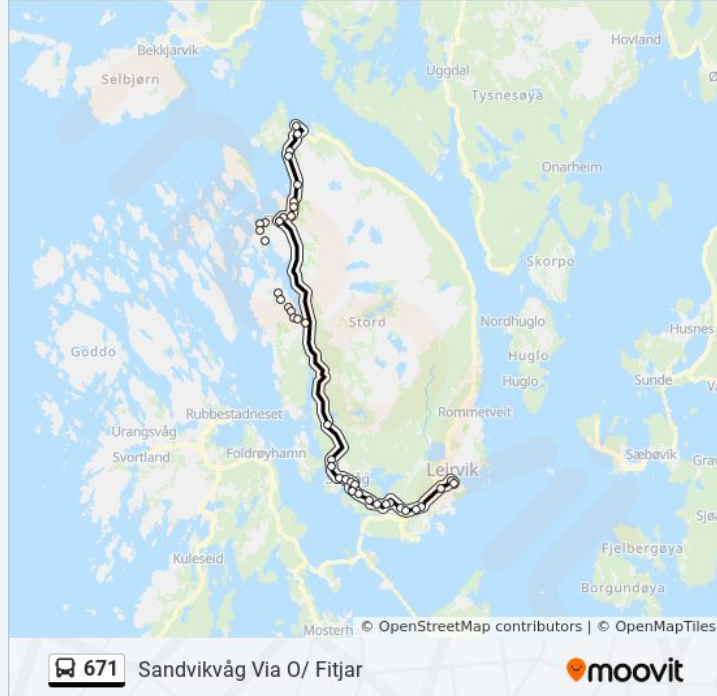 Hovland
Bekkjarvik
Uggdal
Selbjørn
Tysnesøya
Onarheim
Skorpo
Stord
Nordhuglo
Huglo
Husnes
Goddo
Huglo
Sunde
Rubbestadneset
Rommetveit
Urangsvåg
Foldrøyhamn
Svortland
Leirvik
Sæbøvik
Fjelbergøya
Kuleseid
Borgundøya
© OpenStreetMap contributors | © OpenMapTiles
671 Sandvikvåg Via O/ Fitjar
moovit